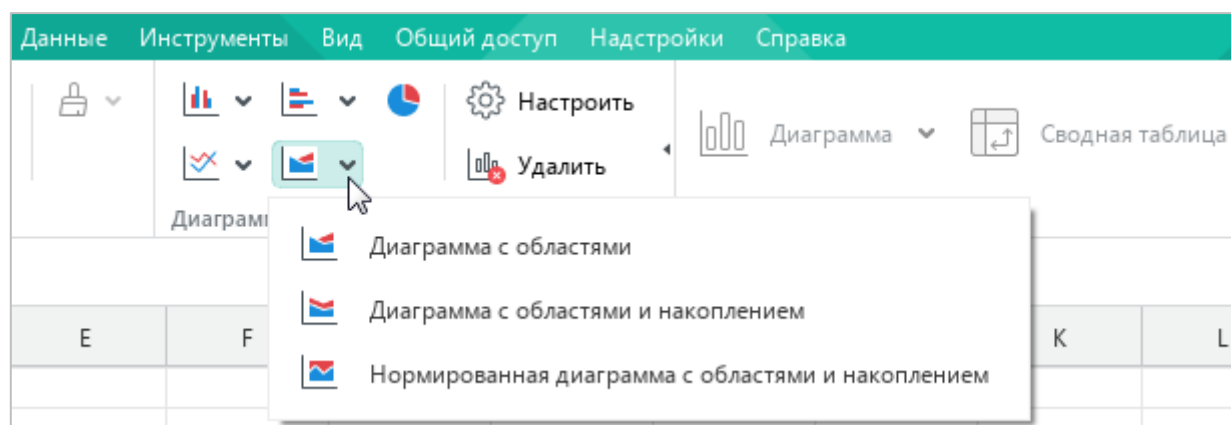 Данные Инструменты Вид Общий доступ Надстройки Справка
Настроить
Удалить
Диаграмма
Сводная таблица
Диаграмма с областями
Диаграмма с областями и накоплением
Нормированная диаграмма с областями и накоплением
E F K L